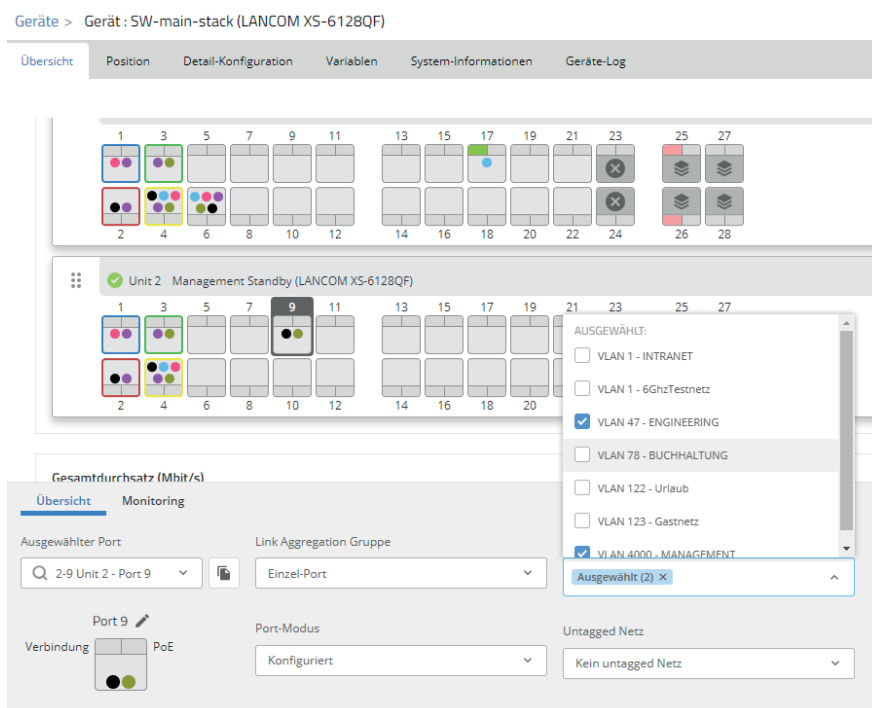 Geräte > Gerät : SW-main-stack (LANCOM XS-6128QF)
Übersicht Position Detail-Konfiguration Variablen System-Informationen Geräte-Log
1 3 5 7 9 11 13 15 17 19 21 23 25 27
2 4 6 8 10 12 14 16 18 20 22 24 26 28
Unit 2 Management Standby (LANCOM XS-6128QF)
1 3 5 7 9 11 13 15 17 19 21 23 25 27
2 4 6 8 10 12 14 16 18 20
AUSGEWÄHLT:
VLAN 1 - INTRANET
VLAN 1 - 6GhzTestnetz
VLAN 47 - ENGINEERING
VLAN 78 - BUCHHALTUNG
VLAN 122 - Urlaub
VLAN 123 - Gastnetz
VLAN 4000 - MANAGEMENT
Gesamtdurchsatz (Mbit/s)
Übersicht Monitoring
Ausgewählter Port Link Aggregation Gruppe
2-9 Unit 2 - Port 9 Einzel-Port Ausgewählt (2) ×
Port 9 Port-Modus Untagged Netz
Verbindung PoE Konfiguriert Kein untagged Netz